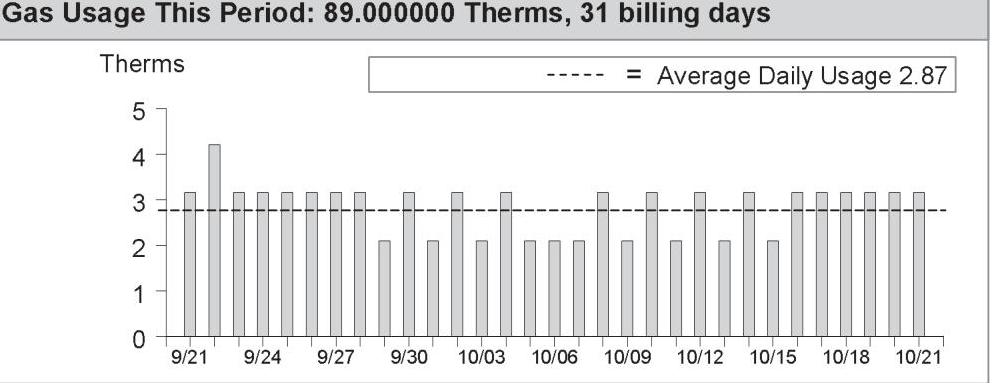 Gas Usage This Period: 89.000000 Therms, 31 billing days
Therms
----- = Average Daily Usage 2.87
5
4
3
2
1
0
9/21 9/24 9/27 9/30 10/03 10/06 10/09 10/12 10/15 10/18 10/21